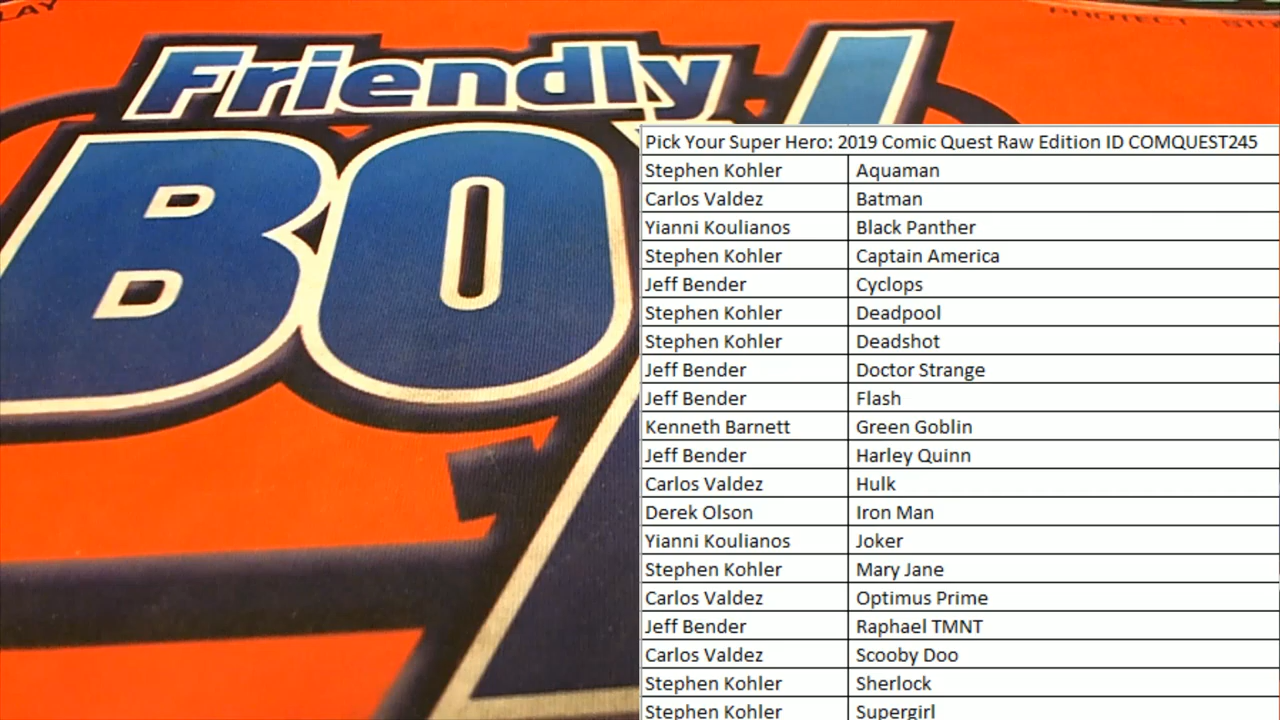 LAY
PROTECT
Friendly
BO
Pick Your Super Hero: 2019 Comic Quest Raw Edition ID COMQUEST245
Stephen Kohler Aquaman
Carlos Valdez Batman
Yianni Koulianos Black Panther
Stephen Kohler Captain America
Jeff Bender Cyclops
Stephen Kohler Deadpool
Stephen Kohler Deadshot
Jeff Bender Doctor Strange
Jeff Bender Flash
Kenneth Barnett Green Goblin
Jeff Bender Harley Quinn
Carlos Valdez Hulk
Derek Olson Iron Man
Yianni Koulianos Joker
Stephen Kohler Mary Jane
Carlos Valdez Optimus Prime
Jeff Bender Raphael TMNT
Carlos Valdez Scooby Doo
Stephen Kohler Sherlock
Stephen Kohler Supergirl